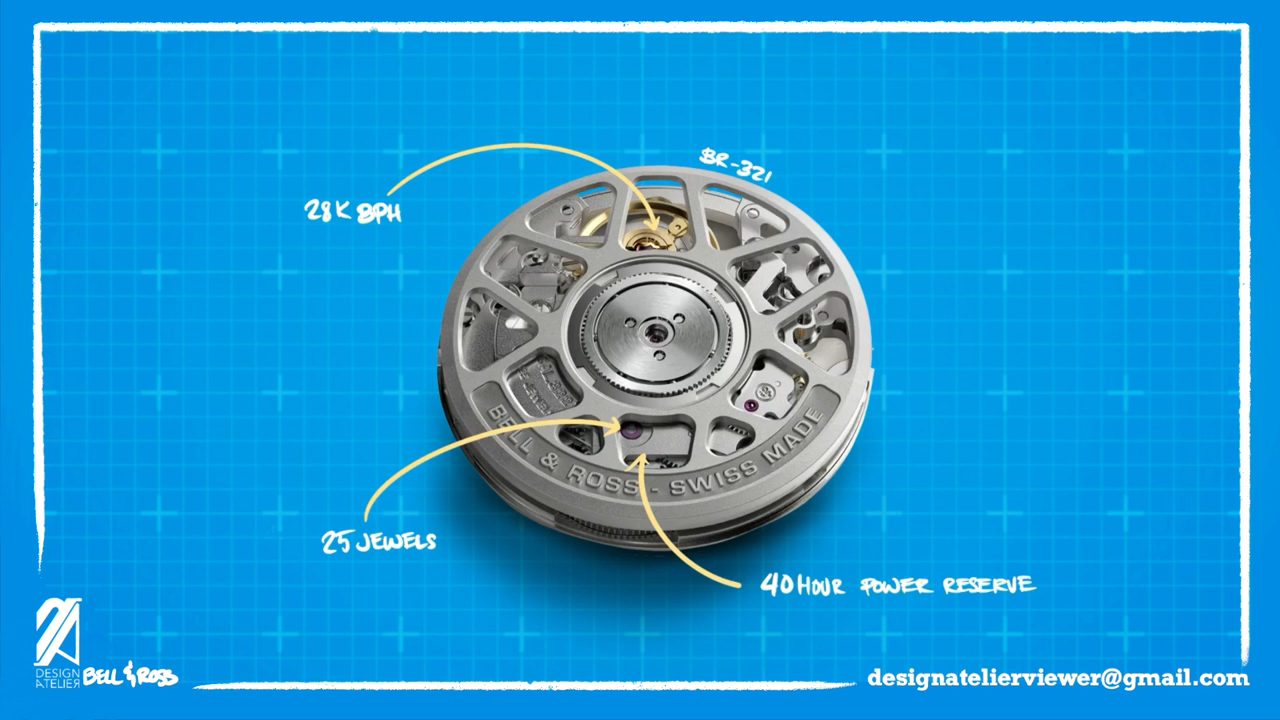 BR-321
28K BPH
BELL & ROSS - SWISS MADE
25 JEWELS
40 HOUR POWER RESERVE
DESIGN
ATELIER
BELL & ROSS
designatelierviewer@gmail.com